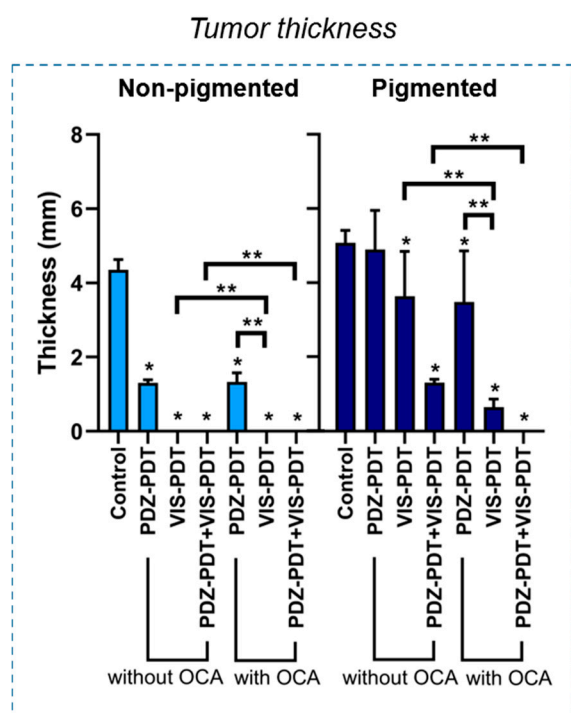 Tumor thickness
Non-pigmented
Pigmented
Thickness (mm)
8
6
4
2
0
*
*
*
*
*
*
**
**
**
*
*
*
*
*
**
**
**
Control
PDZ-PDT
VIS-PDT
PDZ-PDT+VIS-PDT
PDZ-PDT
VIS-PDT
PDZ-PDT+VIS-PDT
Control
PDZ-PDT
VIS-PDT
PDZ-PDT+VIS-PDT
PDZ-PDT
VIS-PDT
PDZ-PDT+VIS-PDT
without OCA
with OCA
without OCA
with OCA